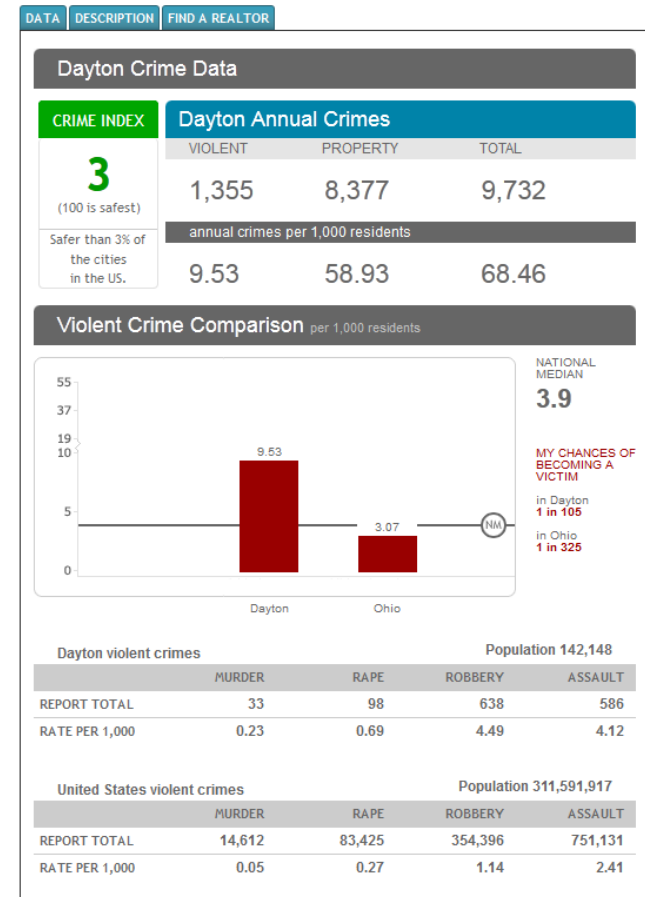 DATA DESCRIPTION FIND A REALTOR
Dayton Crime Data
CRIME INDEX
3
(100 is safest)
Safer than 3% of
the cities
in the US.
Dayton Annual Crimes
VIOLENT PROPERTY TOTAL
1,355 8,377 9,732
annual crimes per 1,000 residents
9.53 58.93 68.46
Violent Crime Comparison per 1,000 residents
55
37
19
10
5
0
9.53
3.07
NM
Dayton Ohio
NATIONAL
MEDIAN
3.9
MY CHANCES OF
BECOMING A
VICTIM
in Dayton
1 in 105
in Ohio
1 in 325
Dayton violent crimes Population 142,148
MURDER RAPE ROBBERY ASSAULT
REPORT TOTAL 33 98 638 586
RATE PER 1,000 0.23 0.69 4.49 4.12
United States violent crimes Population 311,591,917
MURDER RAPE ROBBERY ASSAULT
REPORT TOTAL 14,612 83,425 354,396 751,131
RATE PER 1,000 0.05 0.27 1.14 2.41